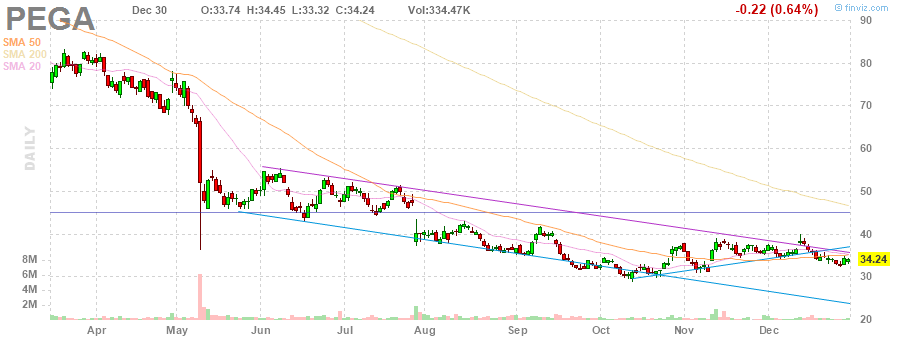 PEGA Dec 30 O:33.74 H:34.45 L:33.32 C:34.24 Vol:334.47K -0.22 (0.64%) © finviz.com
SMA 50
SMA 200
SMA 20
DAILY
90
80
70
60
50
40
34.24
30
20
8M
6M
4M
2M
Apr May Jun Jul Aug Sep Oct Nov Dec